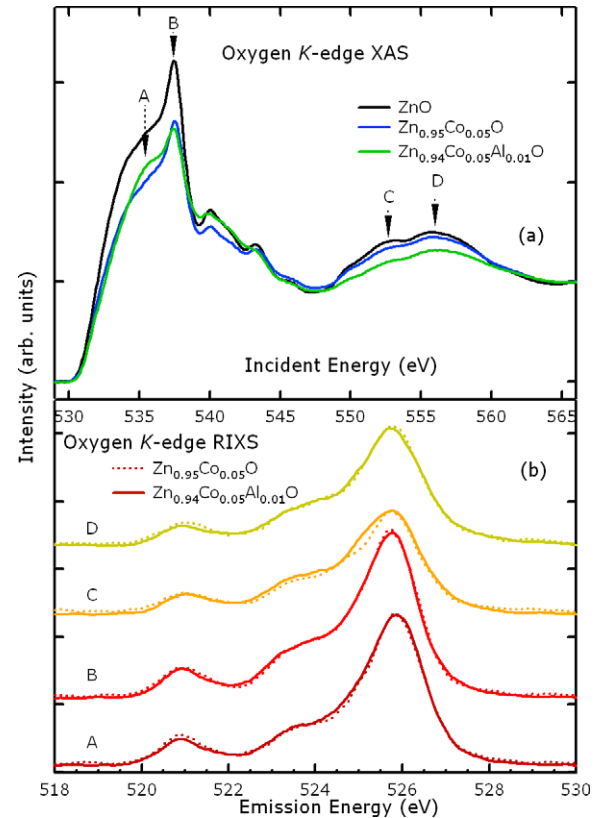 B
Oxygen K-edge XAS
A
ZnO
Zn0.95Co0.05O
Zn0.94Co0.05Al0.01O
C
D
(a)
Incident Energy (eV)
530 535 540 545 550 555 560 565
Intensity (arb. units)
Oxygen K-edge RIXS
Zn0.95Co0.05O
Zn0.94Co0.05Al0.01O
(b)
D
C
B
A
518 520 522 524 526 528 530
Emission Energy (eV)